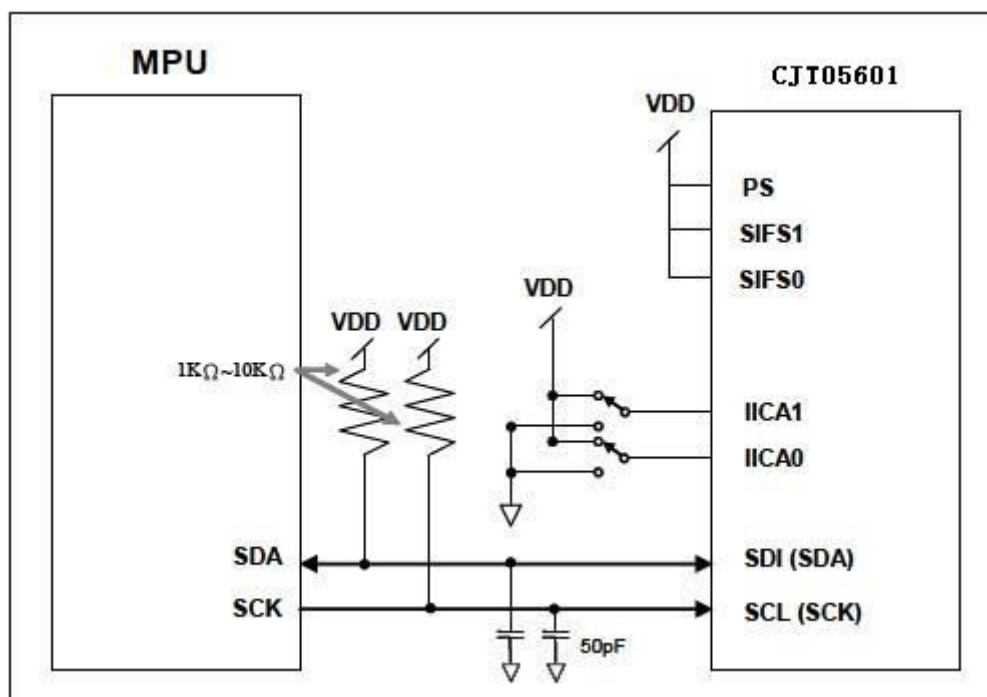 MPU
CJT05601
VDD
PS
SIFS1
SIFS0
VDD
VDD VDD
1KΩ~10KΩ
IICA1
IICA0
SDA
SDI (SDA)
SCK
SCL (SCK)
50pF